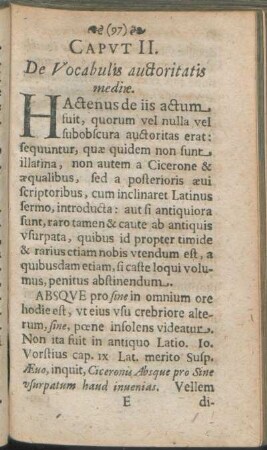 (97)
CAPVT II.
De Vocabulis auctoritatis
mediæ.
HActenus de iis actum
fuit, quorum vel nulla vel
subobscura auctoritas erat:
sequuntur, quæ quidem non sunt
illatina, non autem a Cicerone &
æqualibus, sed a posterioris æui
scriptoribus, cum inclinaret Latinus
sermo, introducta: aut si antiquiora
sunt, raro tamen & caute ab antiquis
vsurpata, quibus id propter timide
& rarius etiam nobis vtendum est, a
quibusdam etiam, si caste loqui volu-
mus, penitus abstinendum.
ABSQVE pro sine in omnium ore
hodie est, vt eius vsu crebriore alte-
rum, sine, pœne insolens videatur.
Non ita fuit in antiquo Latio. Io.
Vorstius cap. IX Lat. merito Susp.
Æuo, inquit, Ciceronis Absque pro Sine
vsurpatum haud inuenias. Vellem
E di-